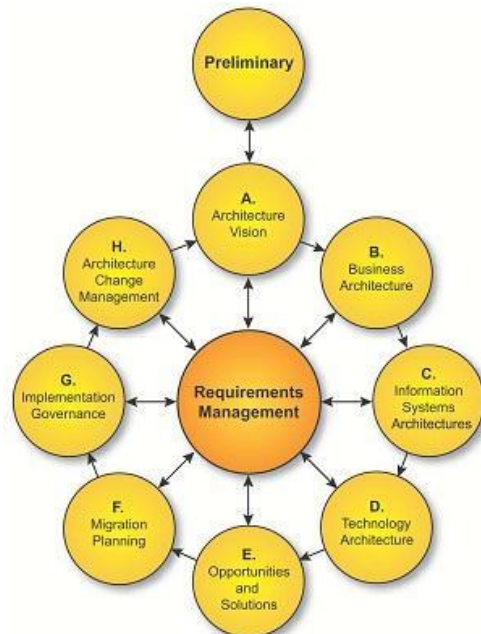 Preliminary
A.
Architecture
Vision
H.
Architecture
Change
Management
B.
Business
Architecture
G.
Implementation
Governance
Requirements
Management
C.
Information
Systems
Architectures
F.
Migration
Planning
D.
Technology
Architecture
E.
Opportunities
and
Solutions